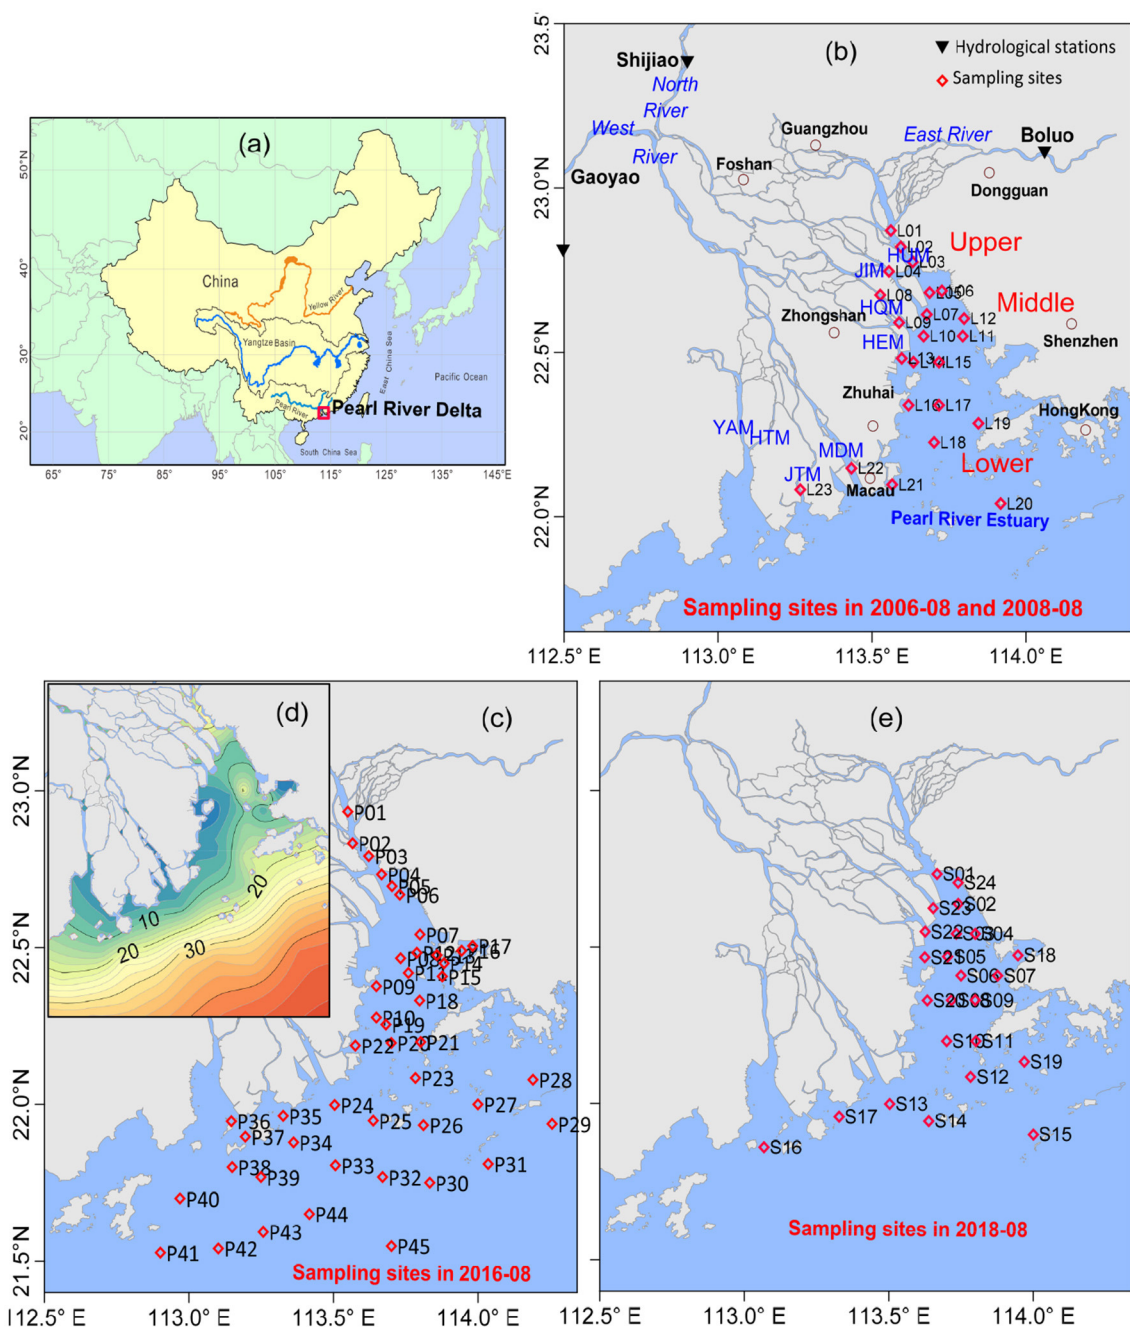 (a)
50°N
40°N
30°N
20°N
China
Yellow River
Yangtze Basin
Pearl River
Pearl River Delta
East China Sea
Pacific Ocean
South China Sea
65° 75° 85° 95° 105° 115° 125° 135° 145°E
(b)
Hydrological stations
Sampling sites
23.5°
23.0°N
22.5°N
22.0°N
Shijiao
North
River
West
River
Gaoyao
Guangzhou
Foshan
East River
Boluo
Dongguan
L01
L02
Upper
HUM
L03
JIM
L04
L05
L06
Middle
L08
HQM
L07
L12
Zhongshan
L09
L10
L11
Shenzhen
HEM
L13
L15
Zhuhai
L16
L17
HongKong
L19
YAM
HTM
L18
MDM
L22
Lower
JTM
L23
Macau
L21
L20
Pearl River Estuary
Sampling sites in 2006-08 and 2008-08
112.5° E 113.0° E 113.5° E 114.0° E
(d)
10
20
20
30
(c)
23.0°N
22.5°N
22.0°N
21.5°N
P01
P02
P03
P04
P05
P06
P07
P17
P16
P15
P11
P09
P18
P10
P19
P20
P21
P22
P23
P28
P24
P27
P35
P36
P25
P26
P29
P37
P34
P38
P33
P31
P39
P32
P30
P40
P44
P43
P42
P41
P45
Sampling sites in 2016-08
112.5° E 113.0° E 113.5° E 114.0° E
(e)
S01
S24
S02
S23
S22
S04
S21
S05
S18
S06
S07
S20
S08
S09
S10
S11
S19
S12
S13
S17
S14
S15
S16
Sampling sites in 2018-08
113.0° E 113.5° E 114.0° E